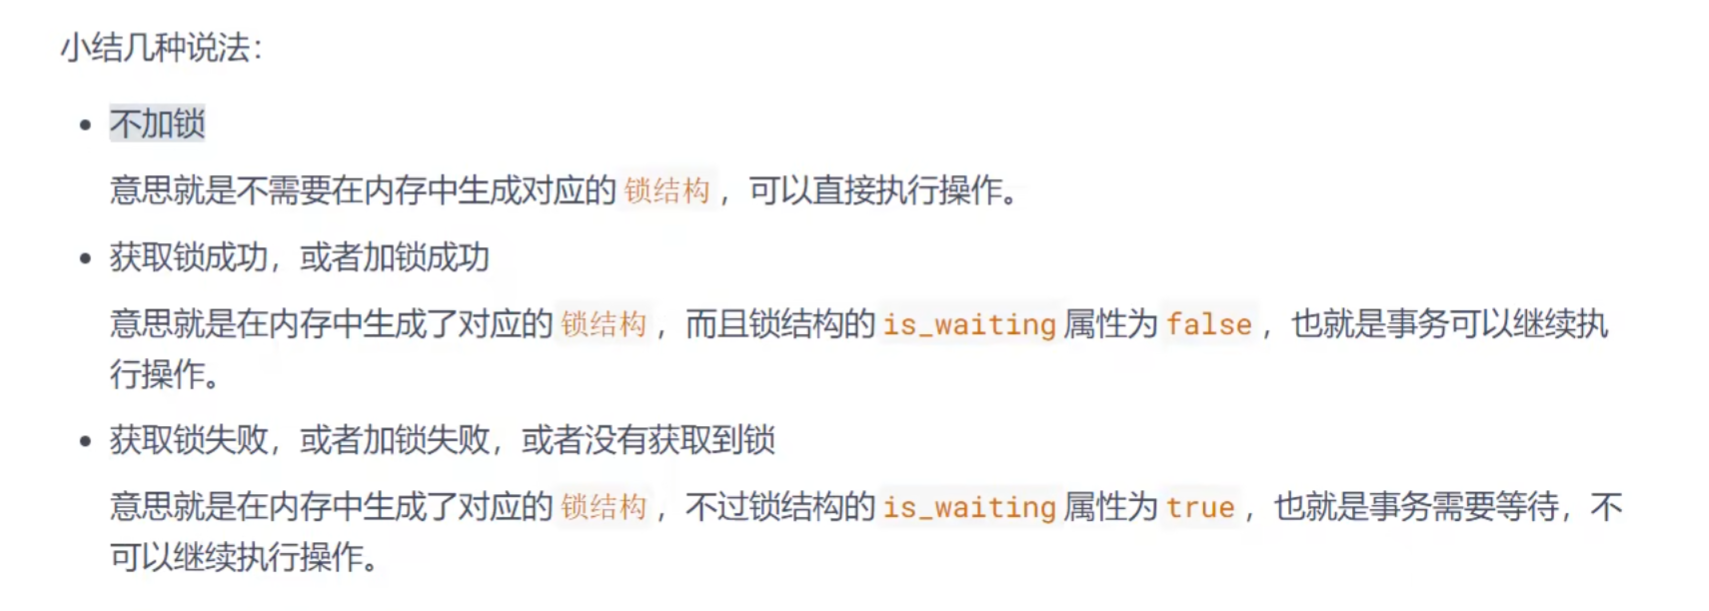 小结几种说法：
• 不加锁
意思就是不需要在内存中生成对应的 锁结构 ，可以直接执行操作。
• 获取锁成功，或者加锁成功
意思就是在内存中生成了对应的 锁结构 ，而且锁结构的 is_waiting 属性为 false ，也就是事务可以继续执
行操作。
• 获取锁失败，或者加锁失败，或者没有获取到锁
意思就是在内存中生成了对应的 锁结构 ，不过锁结构的 is_waiting 属性为 true ，也就是事务需要等待，不
可以继续执行操作。